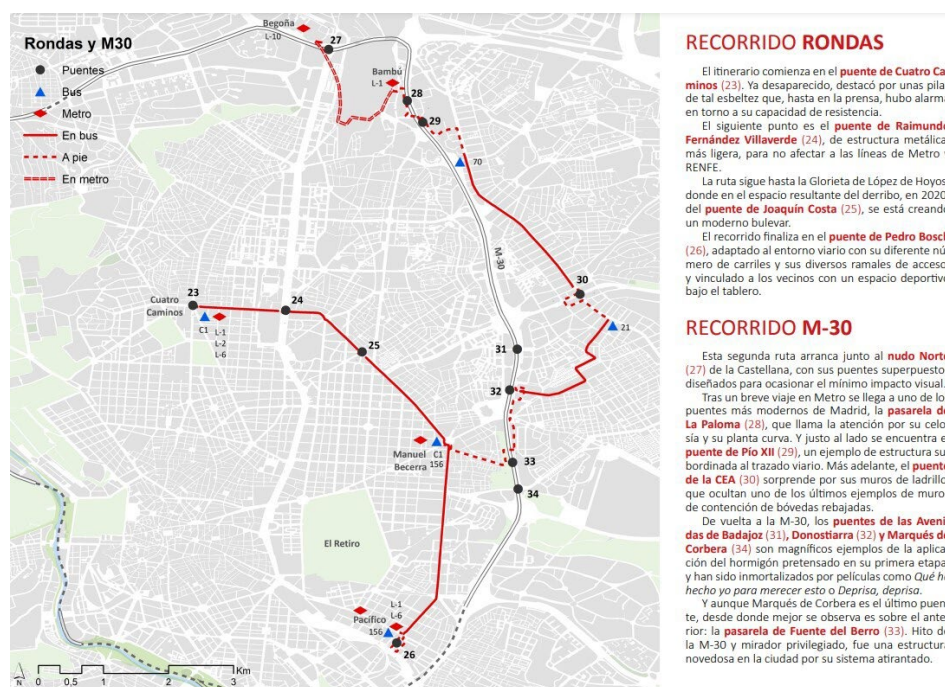 Rondas y M30
Puentes
Bus
Metro
En bus
A pie
En metro
Begoña
L-10
27
Bambú
L-1
28
29
70
M-30
30
21
23
Cuatro
Caminos
C1
L-1
L-2
L-6
24
25
31
32
Manuel
Becerra
C1
156
33
34
El Retiro
Pacífico
156
L-1
L-6
26
N
0 0,5 1 2 3 Km
RECORRIDO RONDAS
El itinerario comienza en el puente de Cuatro Ca
minos (23). Ya desaparecido, destacó por unas pila
de tal esbeltez que, hasta en la prensa, hubo alarm
en torno a su capacidad de resistencia.
El siguiente punto es el puente de Raimundo
Fernández Villaverde (24), de estructura metálica
más ligera, para no afectar a las líneas de Metro
RENFE.
La ruta sigue hasta la Glorieta de López de Hoyos
donde en el espacio resultante del derribo, en 2020
del puente de Joaquín Costa (25), se está creando
un moderno bulevar.
El recorrido finaliza en el puente de Pedro Bosch
(26), adaptado al entorno viario con su diferente nú
mero de carriles y sus diversos ramales de acceso
y vinculado a los vecinos con un espacio deportivo
bajo el tablero.
RECORRIDO M-30
Esta segunda ruta arranca junto al nudo Norte
(27) de la Castellana, con sus puentes superpuesto
diseñados para ocasionar el mínimo impacto visual.
Tras un breve viaje en Metro se llega a uno de lo
puentes más modernos de Madrid, la pasarela de
La Paloma (28), que llama la atención por su celo
sía y su planta curva. Y justo al lado se encuentra e
puente de Pío XII (29), un ejemplo de estructura su
bordinada al trazado viario. Más adelante, el puente
de la CEA (30) sorprende por sus muros de ladrillo
que ocultan uno de los últimos ejemplos de muro
de contención de bóvedas rebajadas.
De vuelta a la M-30, los puentes de las Aveni
das de Badajoz (31), Donostiarra (32) y Marqués de
Corbera (34) son magníficos ejemplos de la aplica
ción del hormigón pretensado en su primera etapa
y han sido inmortalizados por películas como Qué h
hecho yo para merecer esto o Deprisa, deprisa.
Y aunque Marqués de Corbera es el último puen
te, desde donde mejor se observa es sobre el ante
rior: la pasarela de Fuente del Berro (33). Hito de
la M-30 y mirador privilegiado, fue una estructura
novedosa en la ciudad por su sistema atirantado.